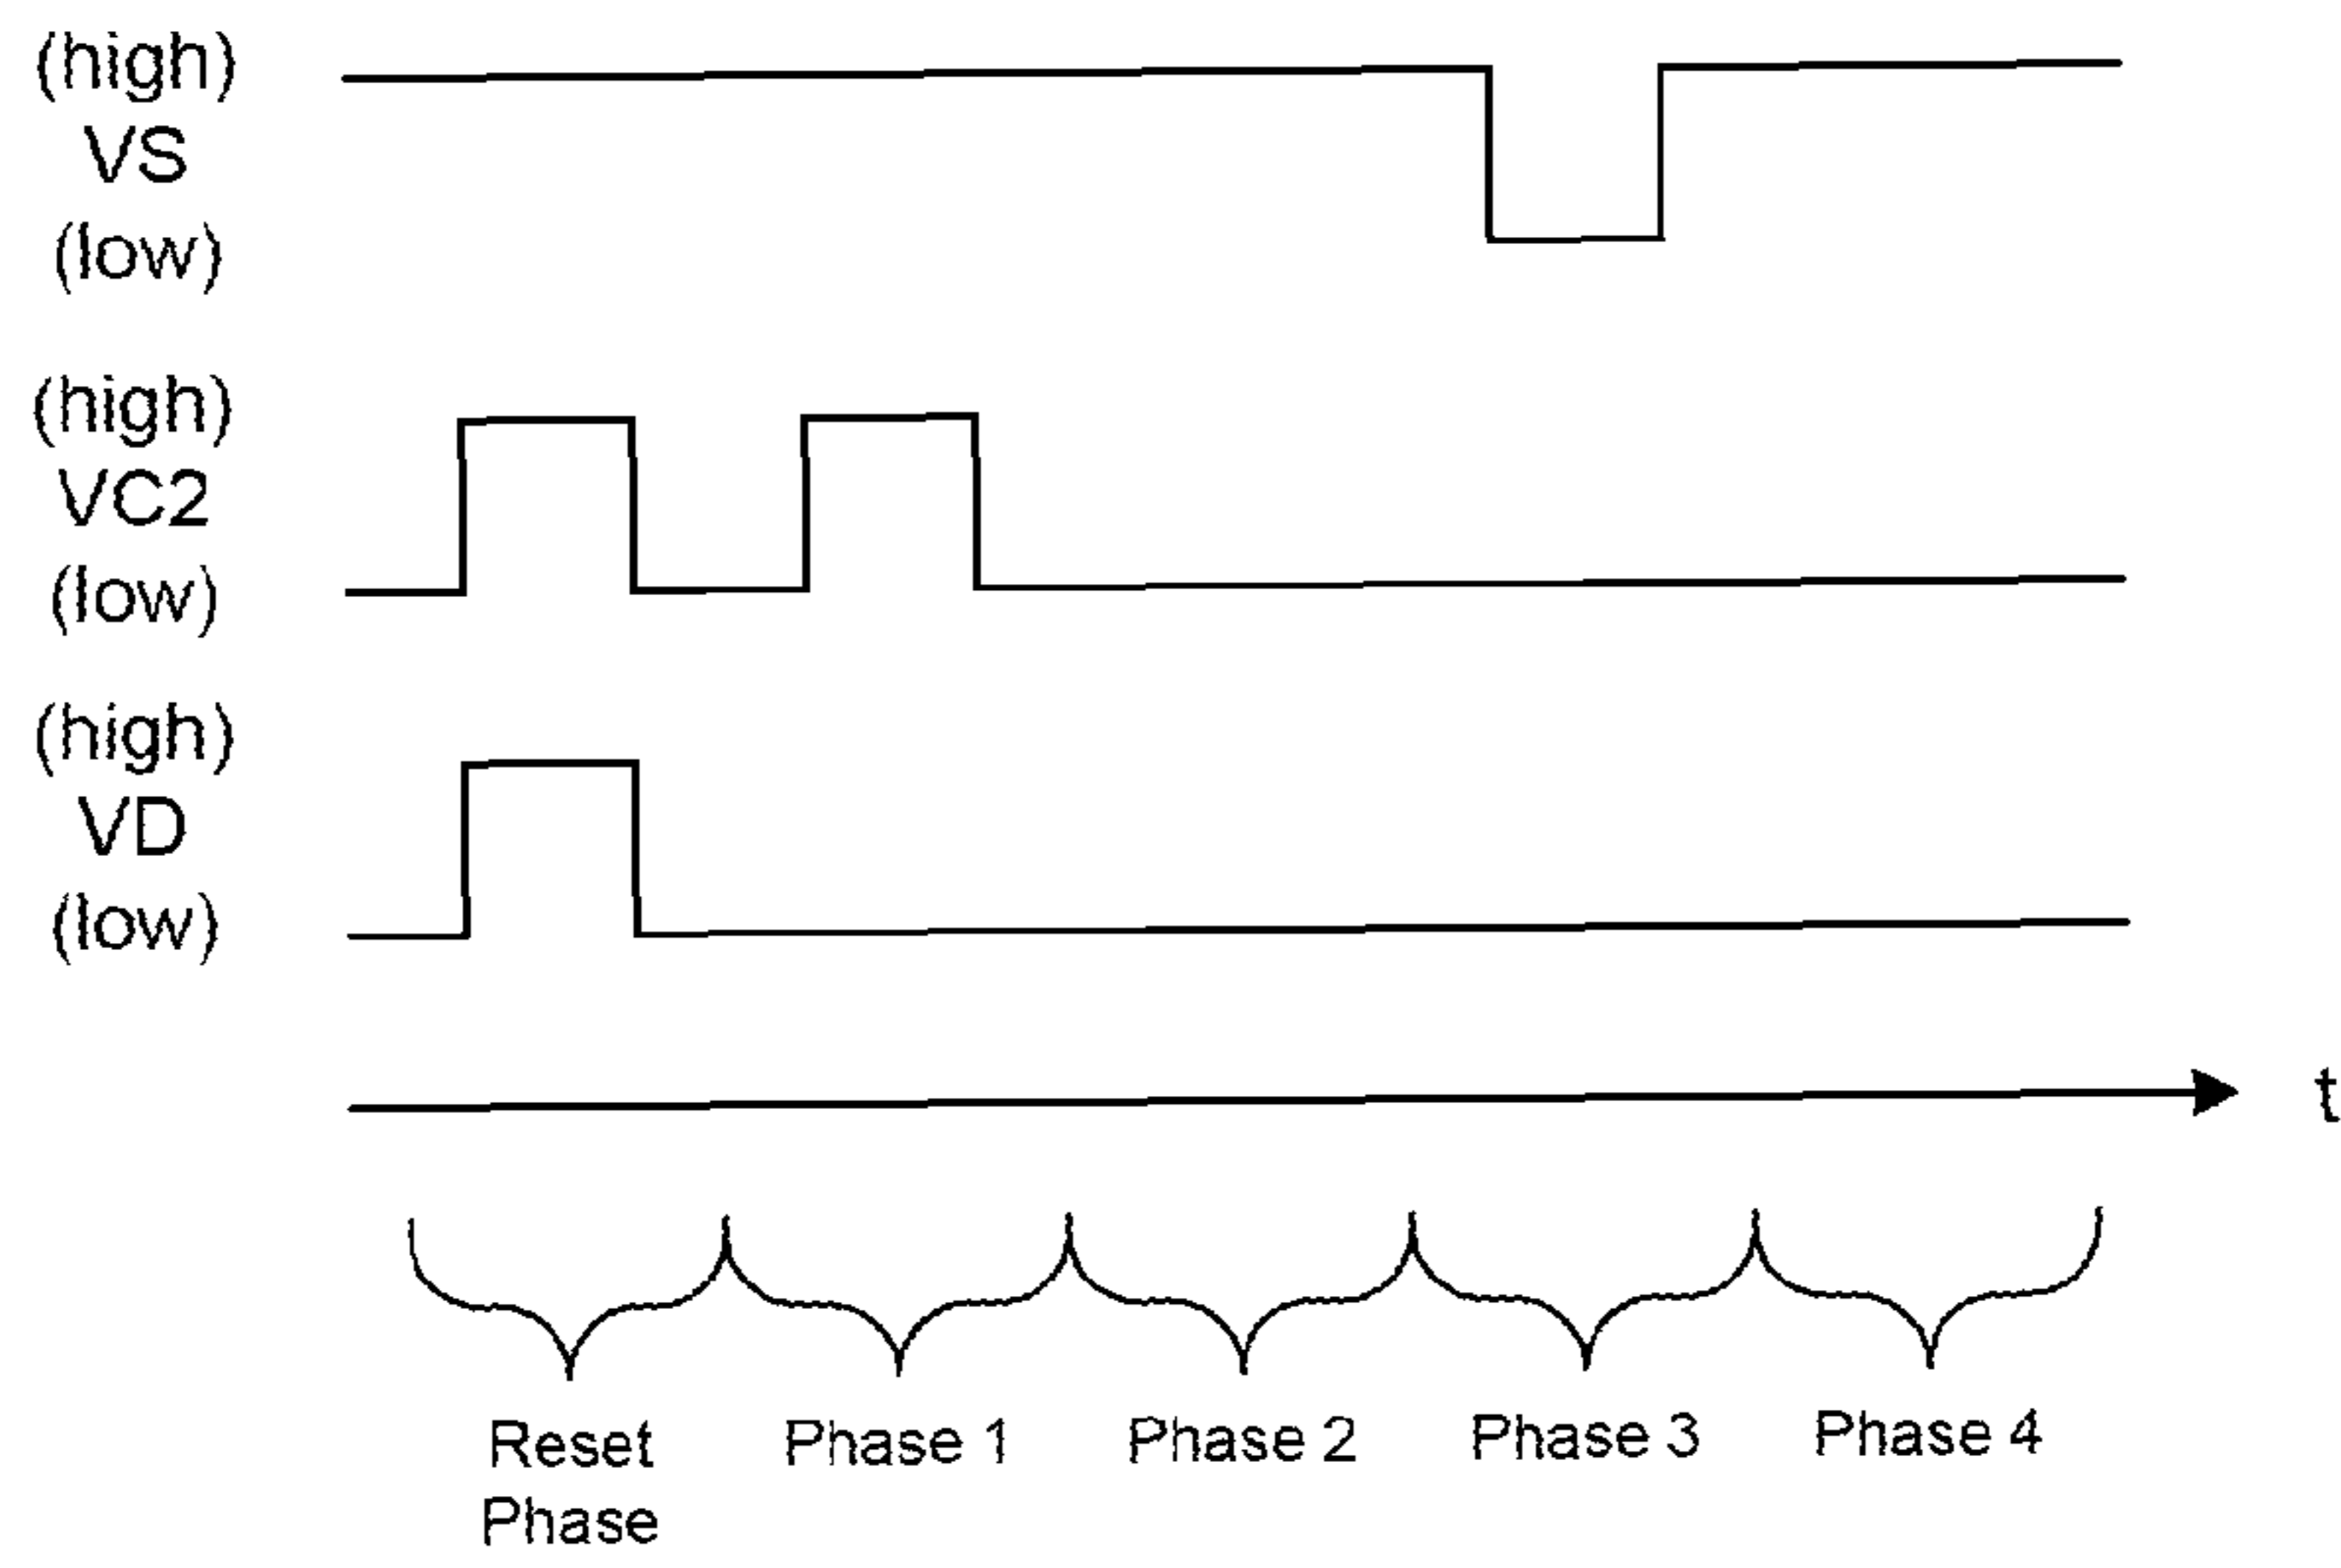 (high)
VS
(low)
(high)
VC2
(low)
(high)
VD
(low)
t
Reset
Phase
Phase 1
Phase 2
Phase 3
Phase 4